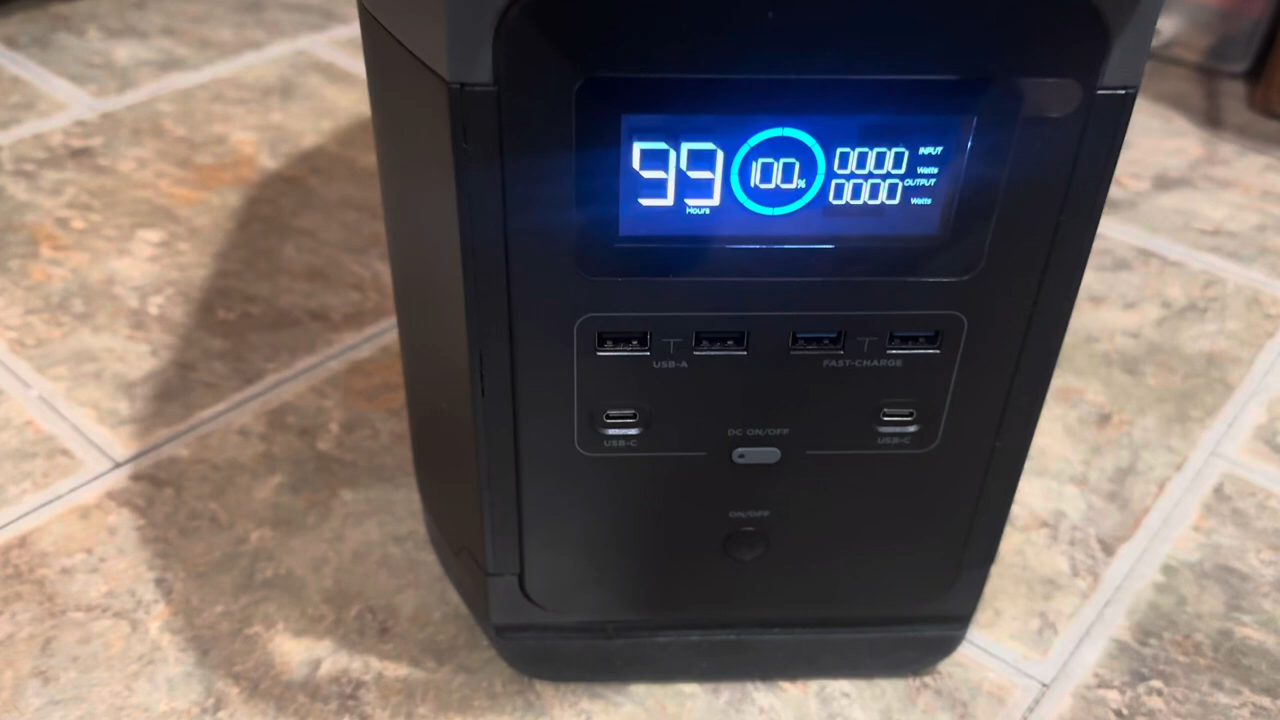 99 Hours
100%
0000 INPUT Watts
0000 OUTPUT Watts
USB-A
FAST-CHARGE
USB-C
DC ON/OFF
USB-C
ON/OFF